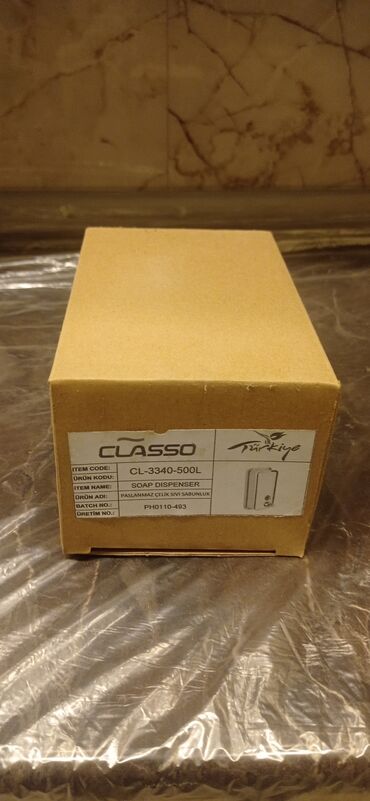 CLASSO
Türkiye
ITEM CODE: CL-3340-500L
ÜRÜN KODU:
ITEM NAME: SOAP DISPENSER
ÜRÜN ADI: PASLANMAZ ÇELİK SIVI SABUNLUK
BATCH NO.: PH0110-493
ÜRETİM NO.: